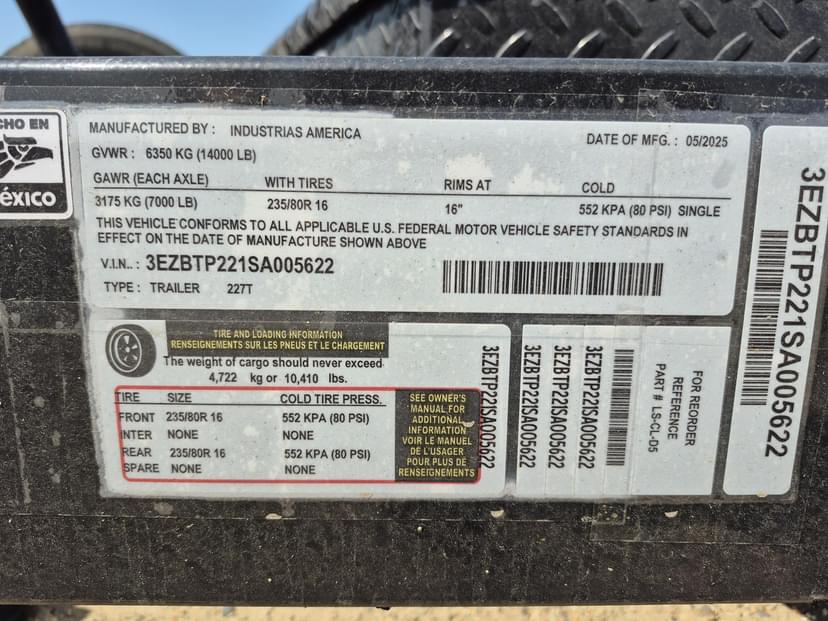 CHO EN
éxico
MANUFACTURED BY : INDUSTRIAS AMERICA
DATE OF MFG. : 05/2025
GVWR : 6350 KG (14000 LB)
GAWR (EACH AXLE) WITH TIRES RIMS AT COLD
3175 KG (7000 LB) 235/80R 16 16" 552 KPA (80 PSI) SINGLE
THIS VEHICLE CONFORMS TO ALL APPLICABLE U.S. FEDERAL MOTOR VEHICLE SAFETY STANDARDS IN
EFFECT ON THE DATE OF MANUFACTURE SHOWN ABOVE
V.I.N.. : 3EZBTP221SA005622
TYPE : TRAILER 227T
TIRE AND LOADING INFORMATION
RENSEIGNEMENTS SUR LES PNEUS ET LE CHARGEMENT
The weight of cargo should never exceed
4,722 kg or 10,410 lbs.
TIRE SIZE COLD TIRE PRESS.
FRONT 235/80R 16 552 KPA (80 PSI)
INTER NONE NONE
REAR 235/80R 16 552 KPA (80 PSI)
SPARE NONE NONE
SEE OWNER'S
MANUAL FOR
ADDITIONAL
INFORMATION
VOIR LE MANUEL
DE L'USAGER
POUR PLUS DE
RENSEIGNEMENTS
3EZBTP221SA005622
3EZBTP221SA005622
3EZBTP221SA005622
3EZBTP221SA005622
FOR REORDER
REFERENCE
PART # LS-CL-D5
3EZBTP221SA005622